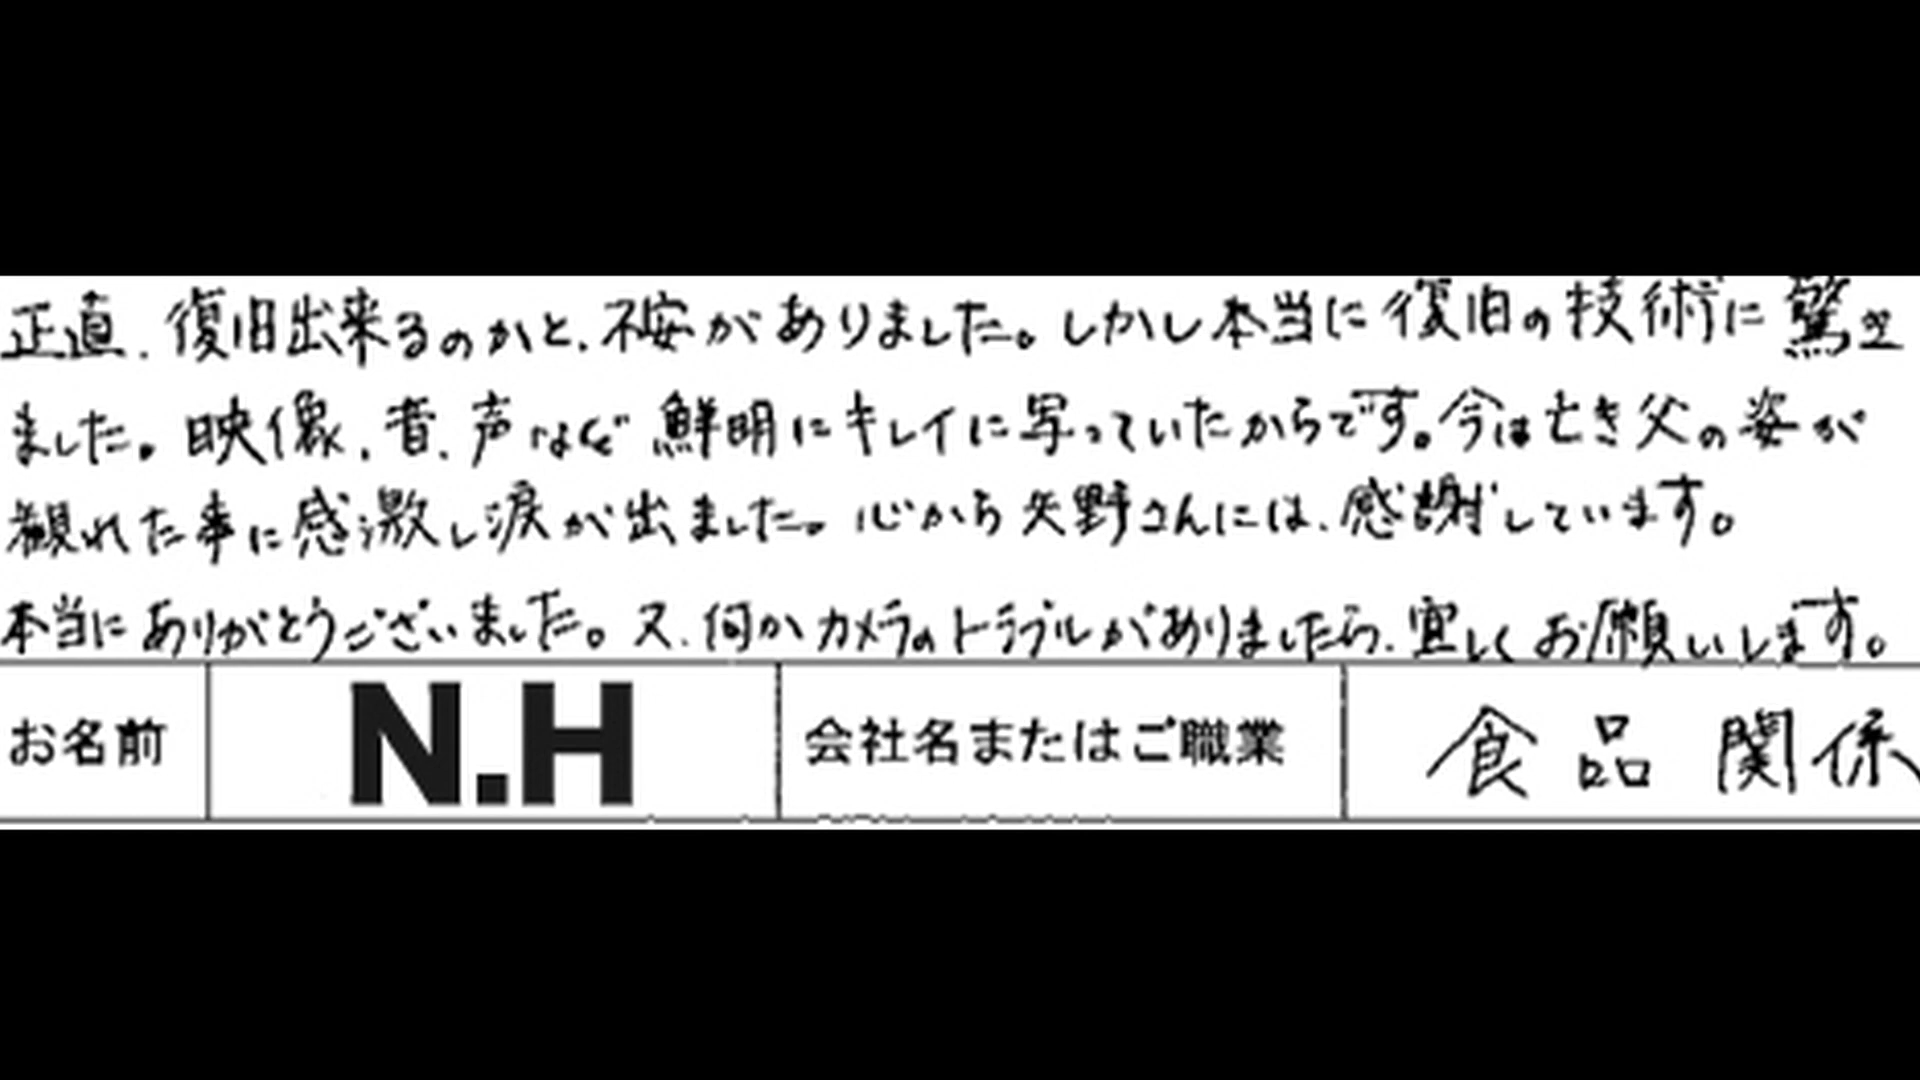 正直、復旧出来るのかと、不安がありました。しかし本当に復旧の技術に驚き
ました。映像、音、声など鮮明にキレイに写っていたからです。今は亡き父の姿が
観れた事に感激し涙が出ました。心から矢野さんには、感謝しています。
本当にありがとうございました。又、何かカメラのトラブルがありましたら、宜しくお願いします。
お名前 N.H 会社名またはご職業 食品関係